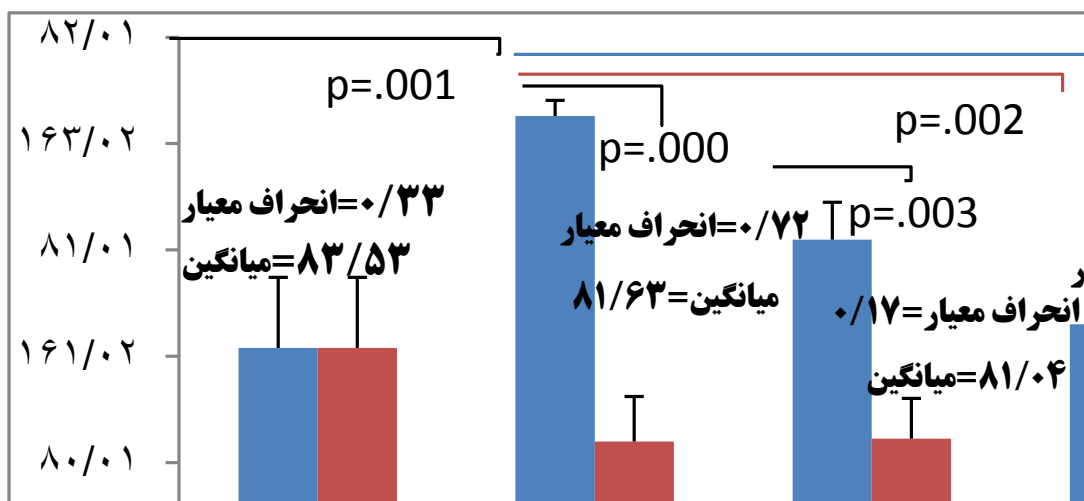 ۸۲/۰۱
۱۶۳/۰۲
۸۱/۰۱
۱۶۱/۰۲
۸۰/۰۱
p=.001
p=.000
p=.002
p=.003
انحراف معیار=۰/۳۳
میانگین=۸۳/۵۳
انحراف معیار=۰/۷۲
میانگین=۸۱/۶۳
انحراف معیار=۰/۱۷
میانگین=۸۱/۰۴